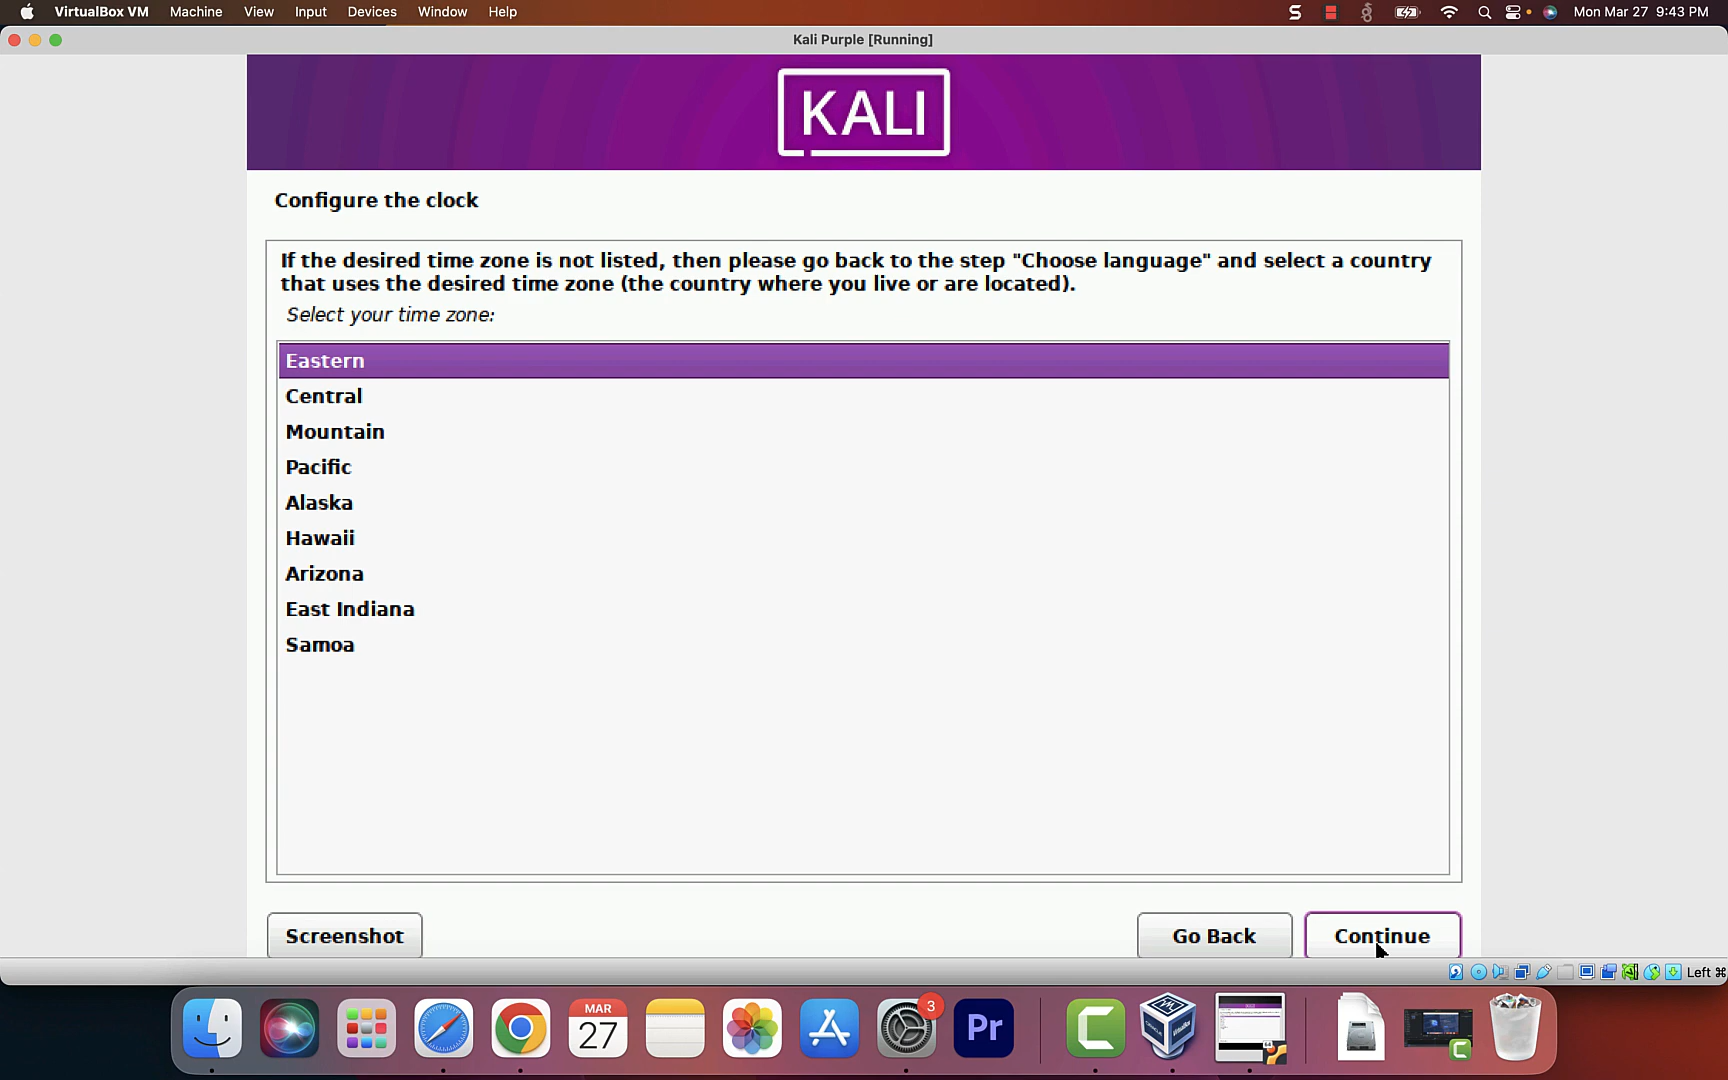 VirtualBox VM Machine View Input Devices Window Help Mon Mar 27 9:43 PM
Kali Purple [Running]
KALI
Configure the clock
If the desired time zone is not listed, then please go back to the step "Choose language" and select a country
that uses the desired time zone (the country where you live or are located).
Select your time zone:
Eastern
Central
Mountain
Pacific
Alaska
Hawaii
Arizona
East Indiana
Samoa
Screenshot Go Back Continue
Left ⌘
MAR
27
3
Pr